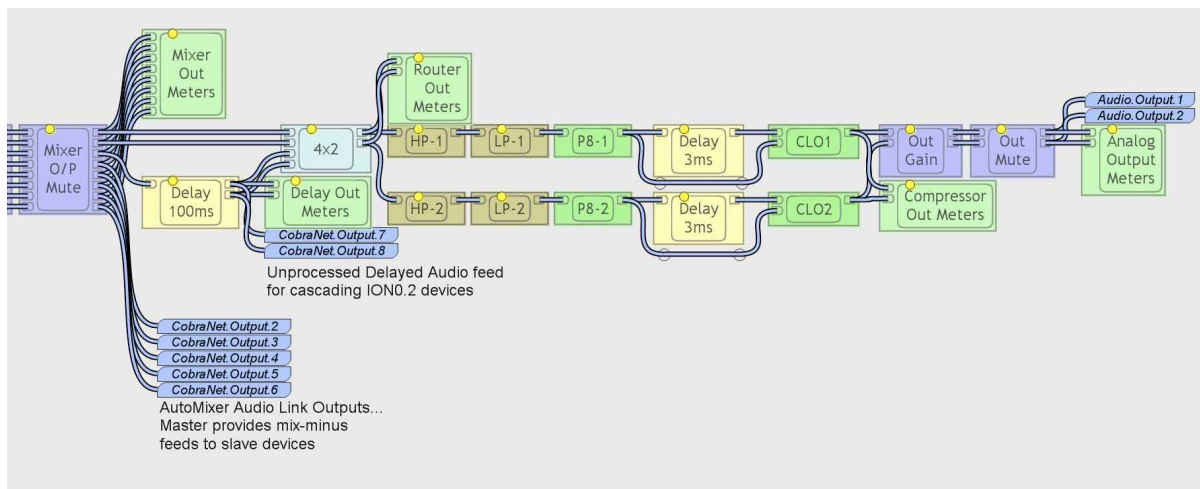 Mixer
O/P
Mute
Mixer
Out
Meters
Delay
100ms
4x2
Delay Out
Meters
CobraNet.Output.7
CobraNet.Output.8
Unprocessed Delayed Audio feed
for cascading ION0.2 devices
CobraNet.Output.2
CobraNet.Output.3
CobraNet.Output.4
CobraNet.Output.5
CobraNet.Output.6
AutoMixer Audio Link Outputs...
Master provides mix-minus
feeds to slave devices
Router
Out
Meters
HP-1
LP-1
P8-1
Delay
3ms
CLO1
HP-2
LP-2
P8-2
Delay
3ms
CLO2
Out
Gain
Out
Mute
Compressor
Out Meters
Audio.Output.1
Audio.Output.2
Analog
Output
Meters